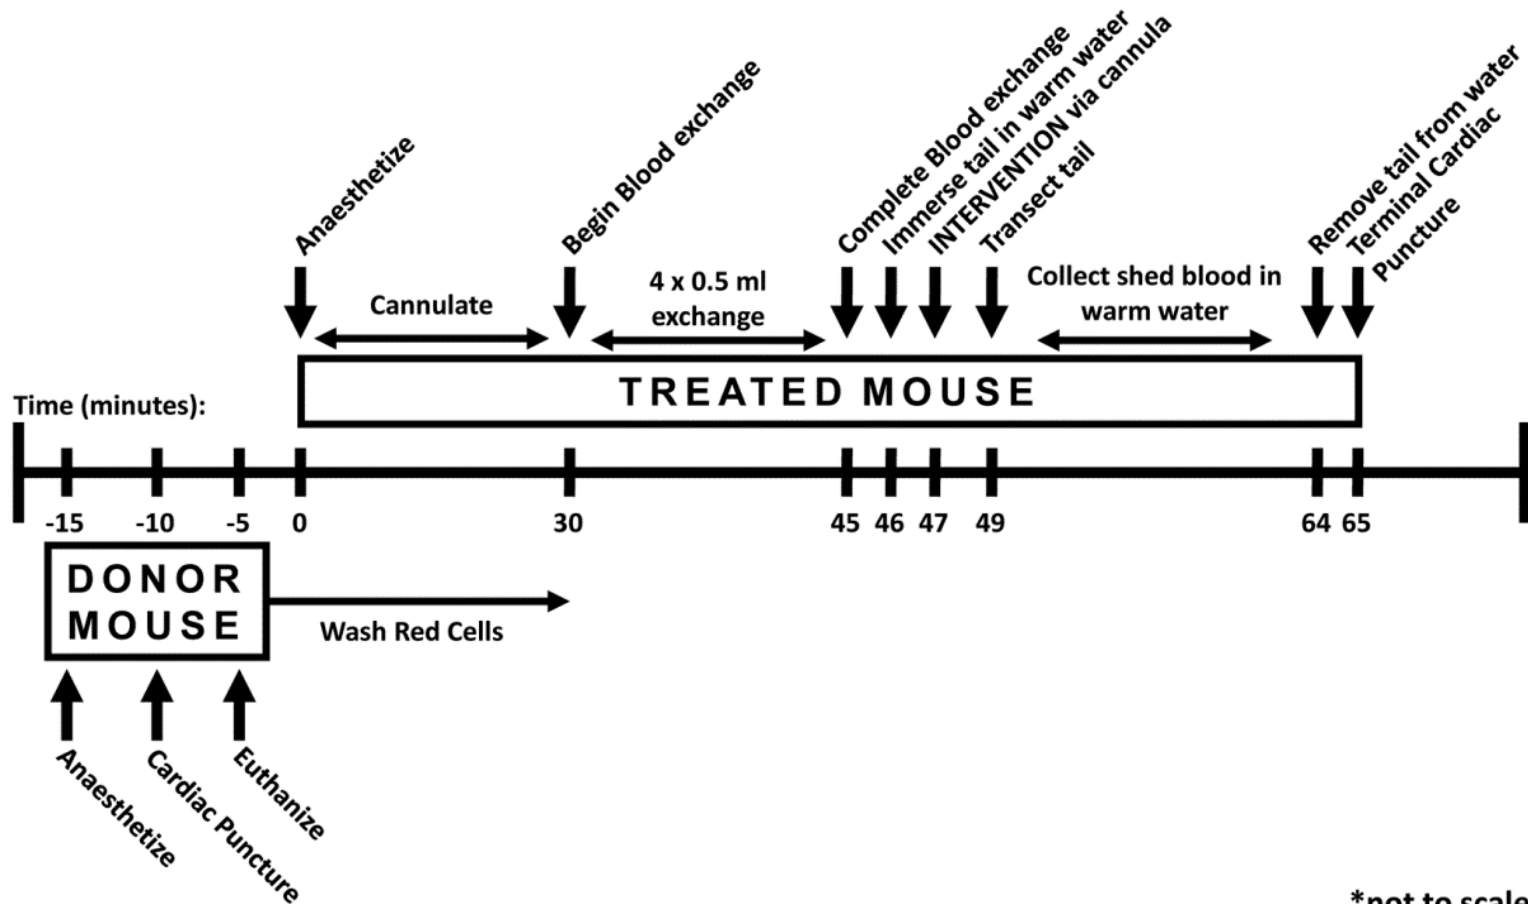 Anaesthetize
Begin Blood exchange
Complete Blood exchange
Immerse tail in warm water
INTERVENTION via cannula
Transect tail
Remove tail from water
Terminal Cardiac
Puncture
Cannulate
4 x 0.5 ml
exchange
Collect shed blood in
warm water
TREATED MOUSE
Time (minutes):
-15 -10 -5 0 30 45 46 47 49 64 65
DONOR
MOUSE
Wash Red Cells
Anaesthetize
Cardiac Puncture
Euthanize
*not to scale